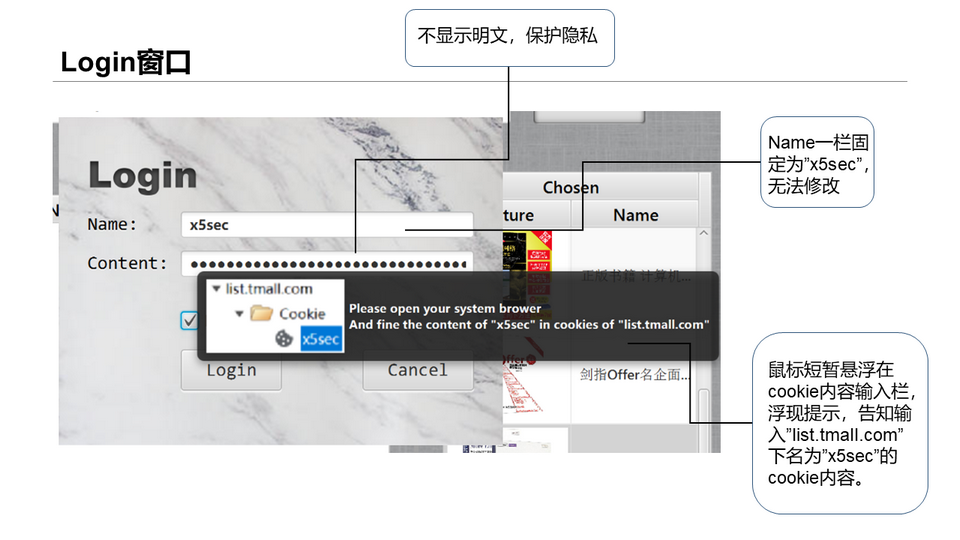 不显示明文，保护隐私
Login窗口
Name一栏固
定为”x5sec”,
无法修改
Login
Name:
x5sec
Content:
Chosen
ture
Name
正版书籍 计算机...
list.tmall.com
Cookie
x5sec
Please open your system brower
And fine the content of "x5sec" in cookies of "list.tmall.com"
Login
Cancel
Offer
剑指Offer名企面...
鼠标短暂悬浮在
cookie内容输入栏,
浮现提示，告知输
入”list.tmall.com”
下名为”x5sec”的
cookie内容。